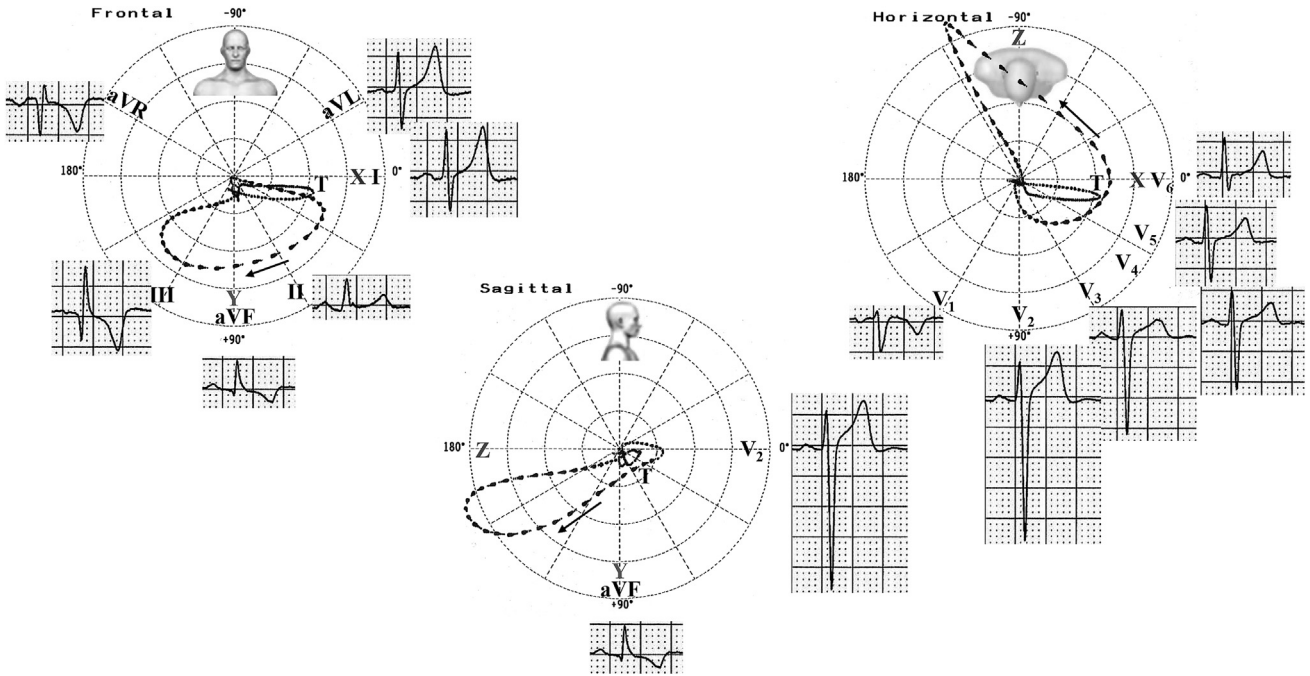 Frontal
-90°
aVR
aVL
180°
T
X I
0°
III
Y
II
aVF
+90°
Horizontal
-90°
Z
180°
T
X V6
0°
V5
V4
V3
V1
V2
+90°
Sagittal
-90°
180°
Z
V2
0°
T
Y
aVF
+90°